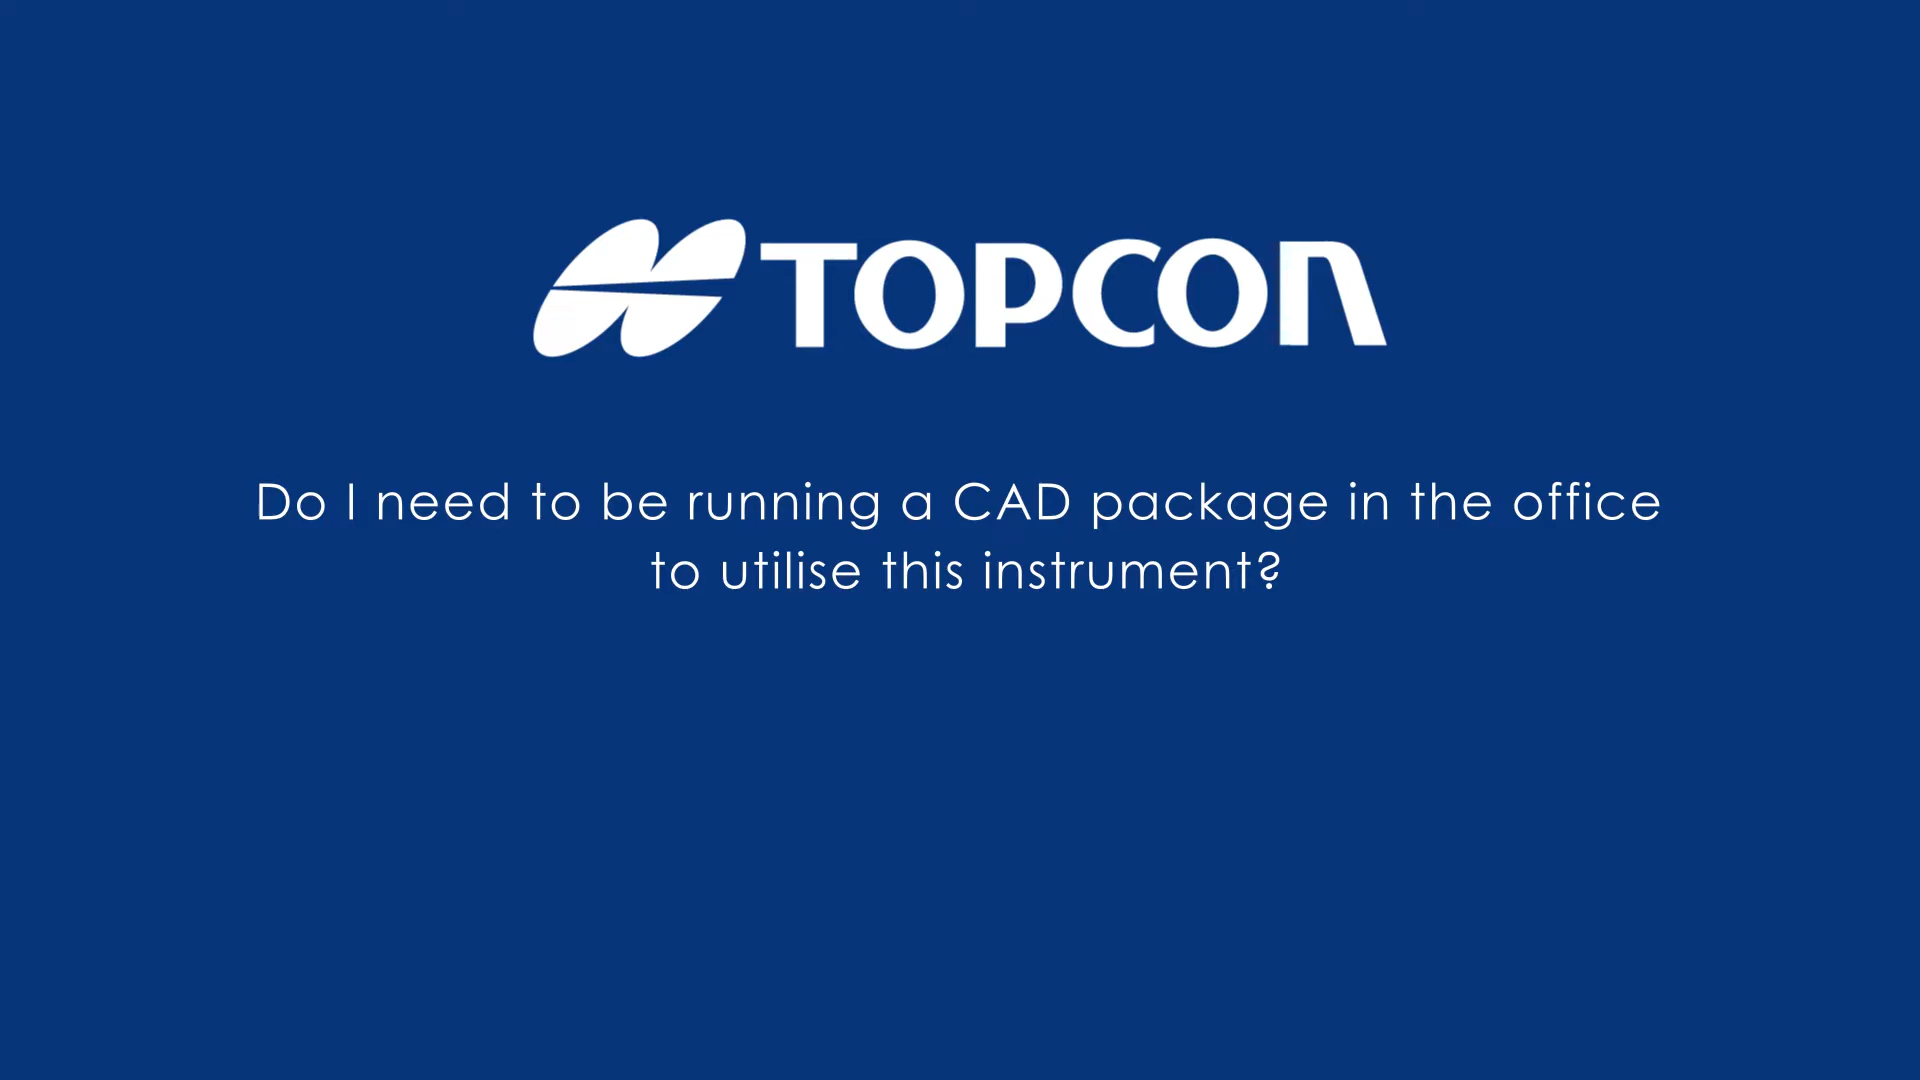 TOPCON
Do I need to be running a CAD package in the office
to utilise this instrument?